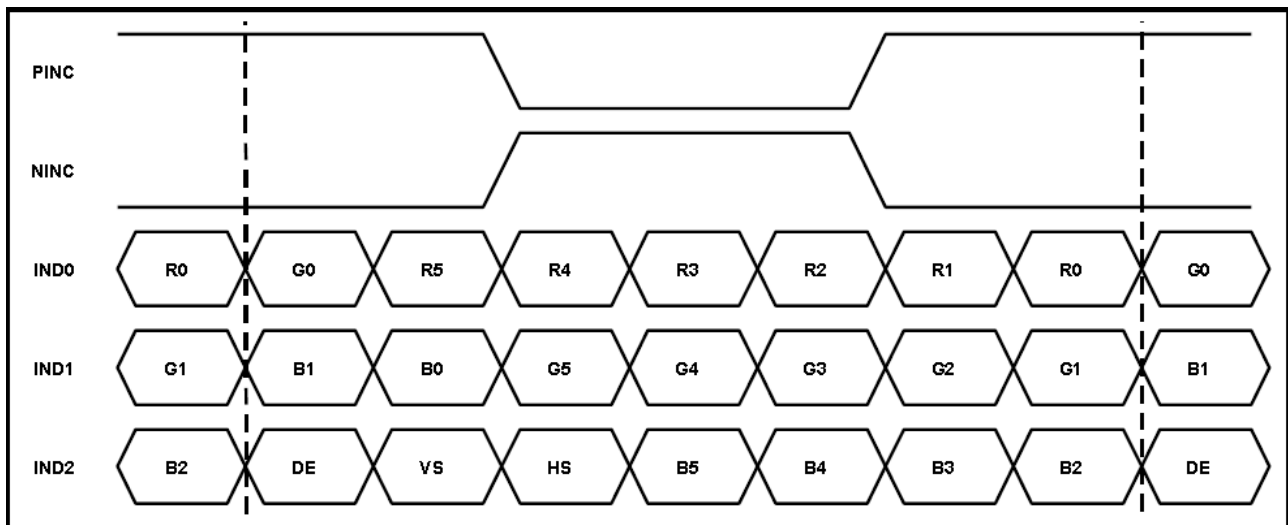 PINC
NINC
IND0 R0 G0 R5 R4 R3 R2 R1 R0 G0
IND1 G1 B1 B0 G5 G4 G3 G2 G1 B1
IND2 B2 DE VS HS B5 B4 B3 B2 DE